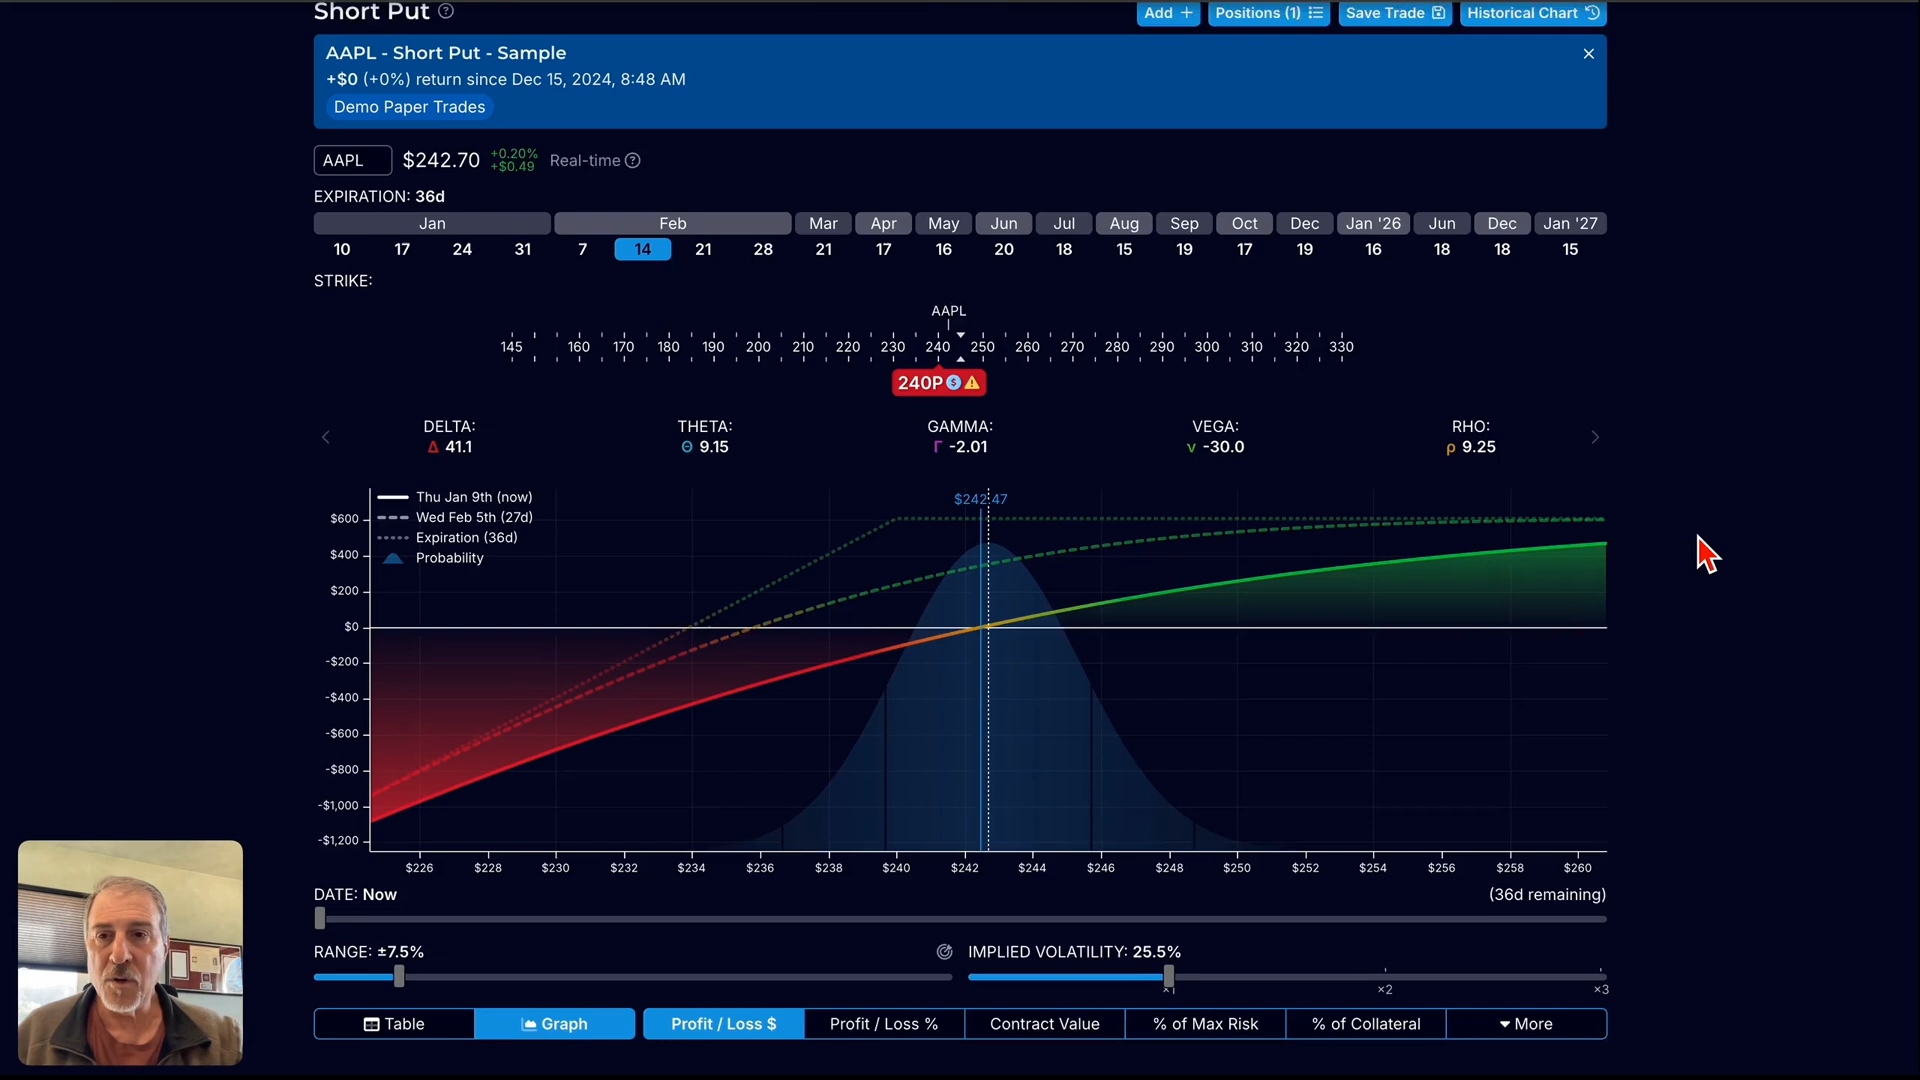 Short Put
Add +
Positions (1)
Save Trade
Historical Chart
AAPL - Short Put - Sample
+$0 (+0%) return since Dec 15, 2024, 8:48 AM
Demo Paper Trades
AAPL $242.70 +0.20% +$0.49 Real-time
EXPIRATION: 36d
Jan Feb Mar Apr May Jun Jul Aug Sep Oct Dec Jan '26 Jun Dec Jan '27
10 17 24 31 7 14 21 28 21 17 16 20 18 15 19 17 19 16 18 18 15
STRIKE:
AAPL
145 160 170 180 190 200 210 220 230 240 250 260 270 280 290 300 310 320 330
240P
DELTA: THETA: GAMMA: VEGA: RHO:
Δ 41.1 Θ 9.15 Γ -2.01 ν -30.0 ρ 9.25
Thu Jan 9th (now)
Wed Feb 5th (27d)
Expiration (36d)
Probability
$242.47
$600
$400
$200
$0
-$200
-$400
-$600
-$800
-$1,000
-$1,200
$226 $228 $230 $232 $234 $236 $238 $240 $242 $244 $246 $248 $250 $252 $254 $256 $258 $260
DATE: Now (36d remaining)
RANGE: ±7.5% IMPLIED VOLATILITY: 25.5%
×1 ×2 ×3
Table Graph Profit / Loss $ Profit / Loss % Contract Value % of Max Risk % of Collateral More